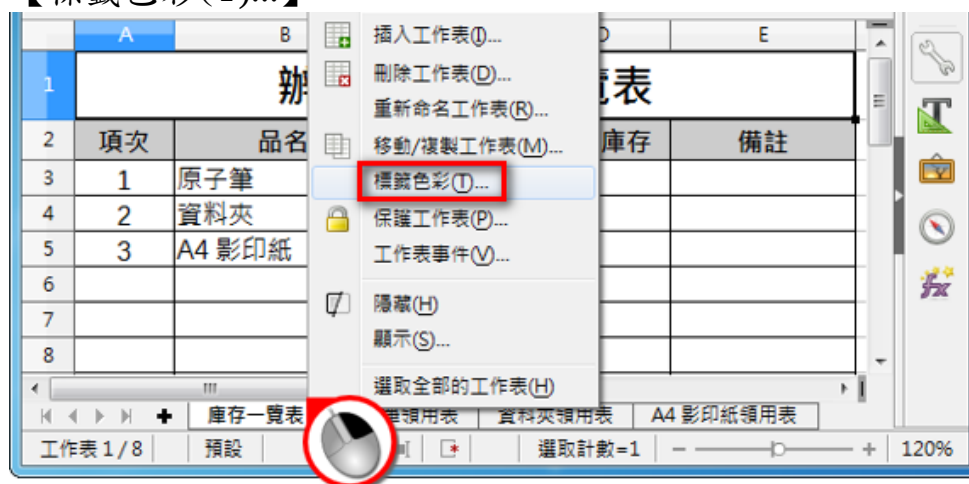 【標籤色彩(T)...】
A B D E
插入工作表(I)...
1 辦 覽表
刪除工作表(D)...
重新命名工作表(R)...
2 項次 品名 庫存 備註
移動/複製工作表(M)...
3 1 原子筆
標籤色彩(T)...
4 2 資料夾
保護工作表(P)...
5 3 A4 影印紙
工作表事件(V)...
6
隱藏(H)
7
顯示(S)...
8
選取全部的工作表(H)
庫存一覽表 筆領用表 資料夾領用表 A4 影印紙領用表
工作表 1 / 8 預設 選取計數=1 120%